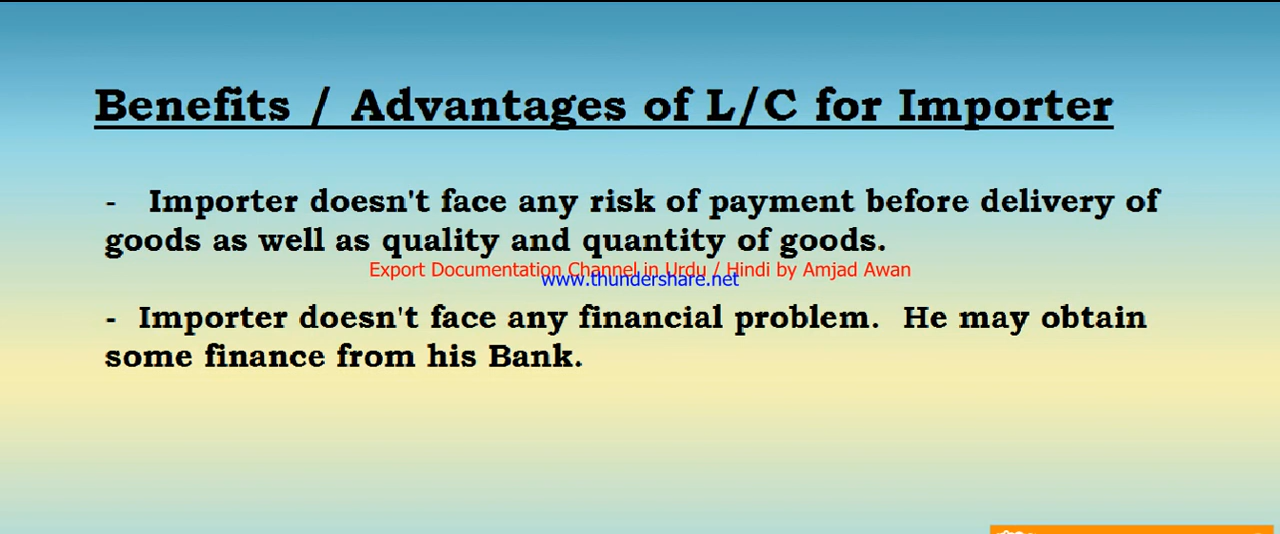 Benefits / Advantages of L/C for Importer
- Importer doesn't face any risk of payment before delivery of
goods as well as quality and quantity of goods.
Export Documentation Channel in Urdu / Hindi by Amjad Awan
www.thundershare.net
- Importer doesn't face any financial problem. He may obtain
some finance from his Bank.